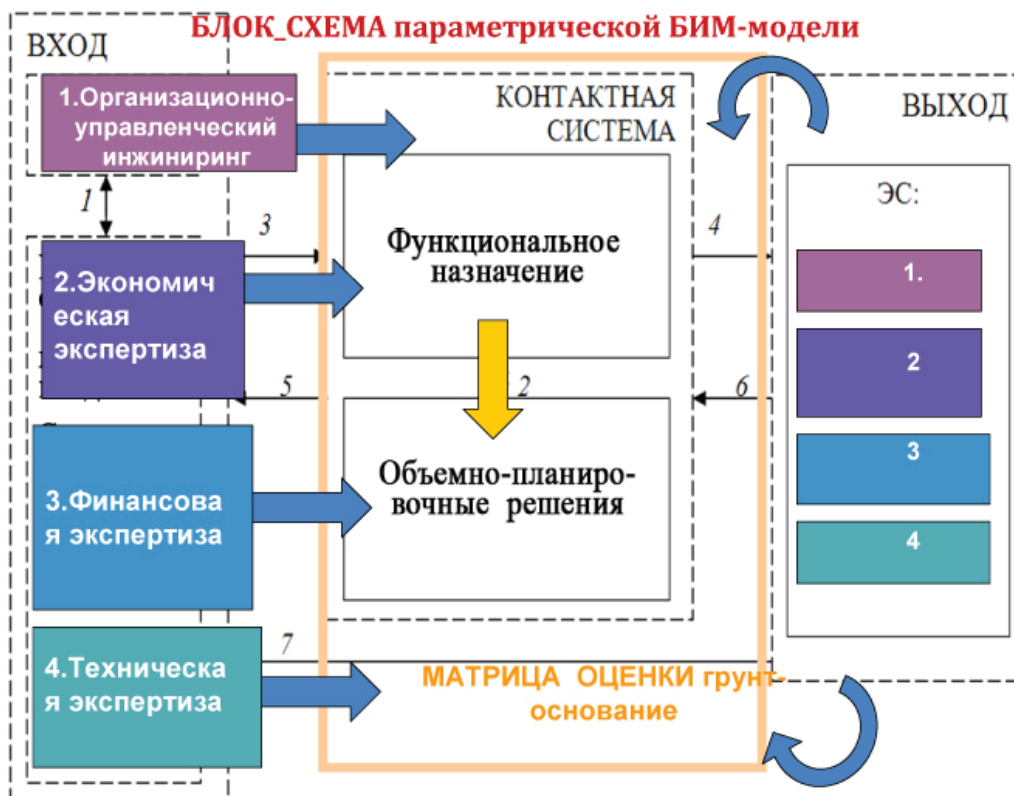 БЛОК_СХЕМА параметрической БИМ-модели
ВХОД
1.Организационно-
управленческий
инжиниринг
1
2.Экономич
еская
экспертиза
3.Финансова
я экспертиза
4.Техническа
я экспертиза
3
5
7
КОНТАКТНАЯ
СИСТЕМА
Функциональное
назначение
2
Объемно-планиро-
вочные решения
МАТРИЦА ОЦЕНКИ грунт-
основание
4
6
ВЫХОД
ЭС:
1.
2
3
4